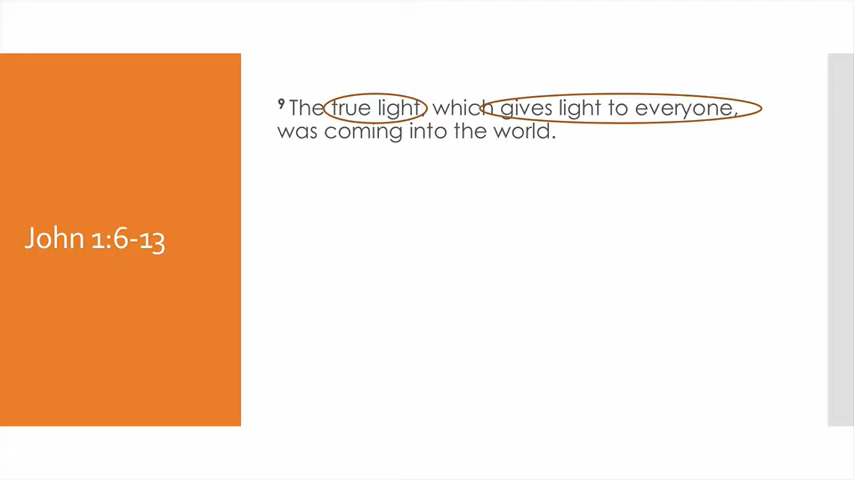 John 1:6-13
⁹ The true light, which gives light to everyone,
was coming into the world.